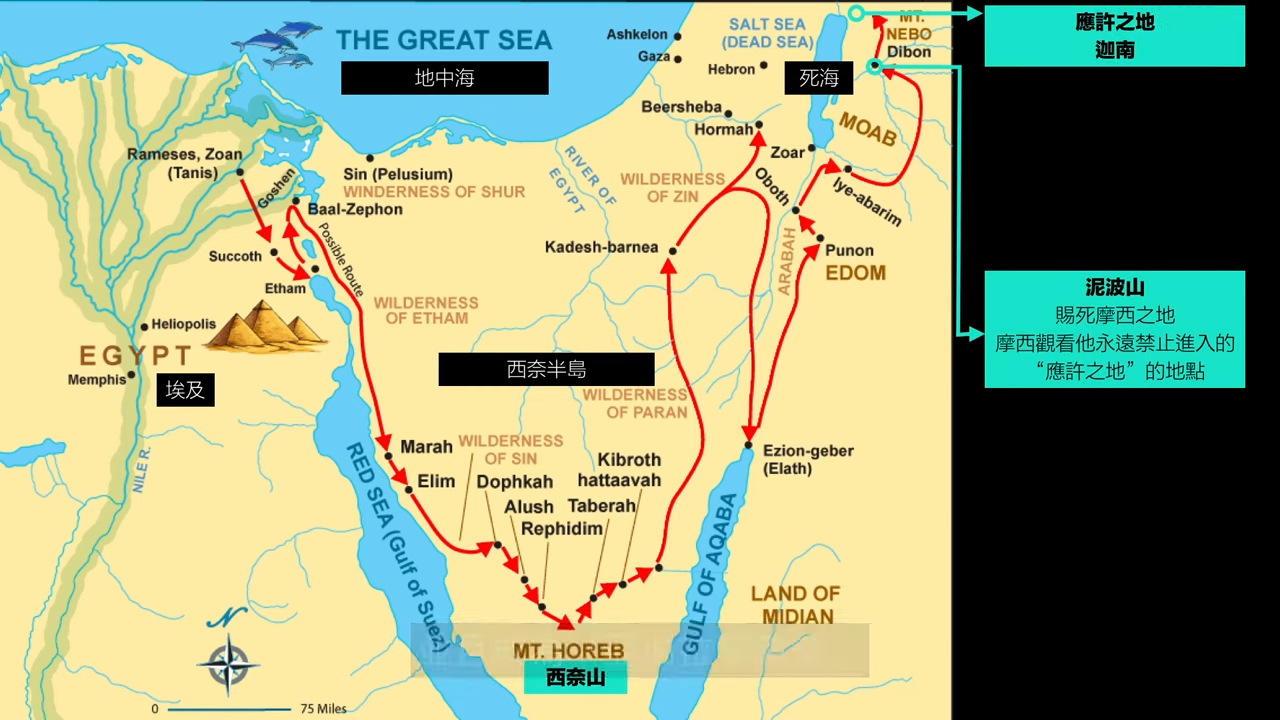 THE GREAT SEA
地中海
Ashkelon
Gaza
SALT SEA
(DEAD SEA)
Hebron
死海
MT.
NEBO
Dibon
應許之地
迦南
Beersheba
Hormah
MOAB
Zoar
Rameses, Zoan
(Tanis)
Goshen
Sin (Pelusium)
WINDERNESS OF SHUR
RIVER OF
EGYPT
WILDERNESS
OF ZIN
Oboth
Iye-abarim
Baal-Zephon
Possible Route
Succoth
Etham
Kadesh-barnea
ARABAH
Punon
EDOM
WILDERNESS
OF ETHAM
Heliopolis
EGYPT
Memphis
埃及
西奈半島
泥波山
賜死摩西之地
摩西觀看他永遠禁止進入的
“應許之地”的地點
WILDERNESS
OF PARAN
NILE R.
RED SEA (Gulf of Suez)
Marah
Elim
WILDERNESS
OF SIN
Dophkah
Alush
Rephidim
Kibroth
hattaavah
Taberah
Ezion-geber
(Elath)
GULF OF AQABA
LAND OF
MIDIAN
MT. HOREB
西奈山
N
0 75 Miles